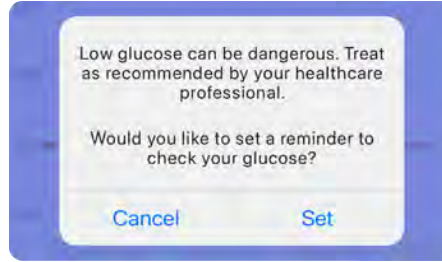 Low glucose can be dangerous. Treat
as recommended by your healthcare
professional.
Would you like to set a reminder to
check your glucose?
Cancel Set